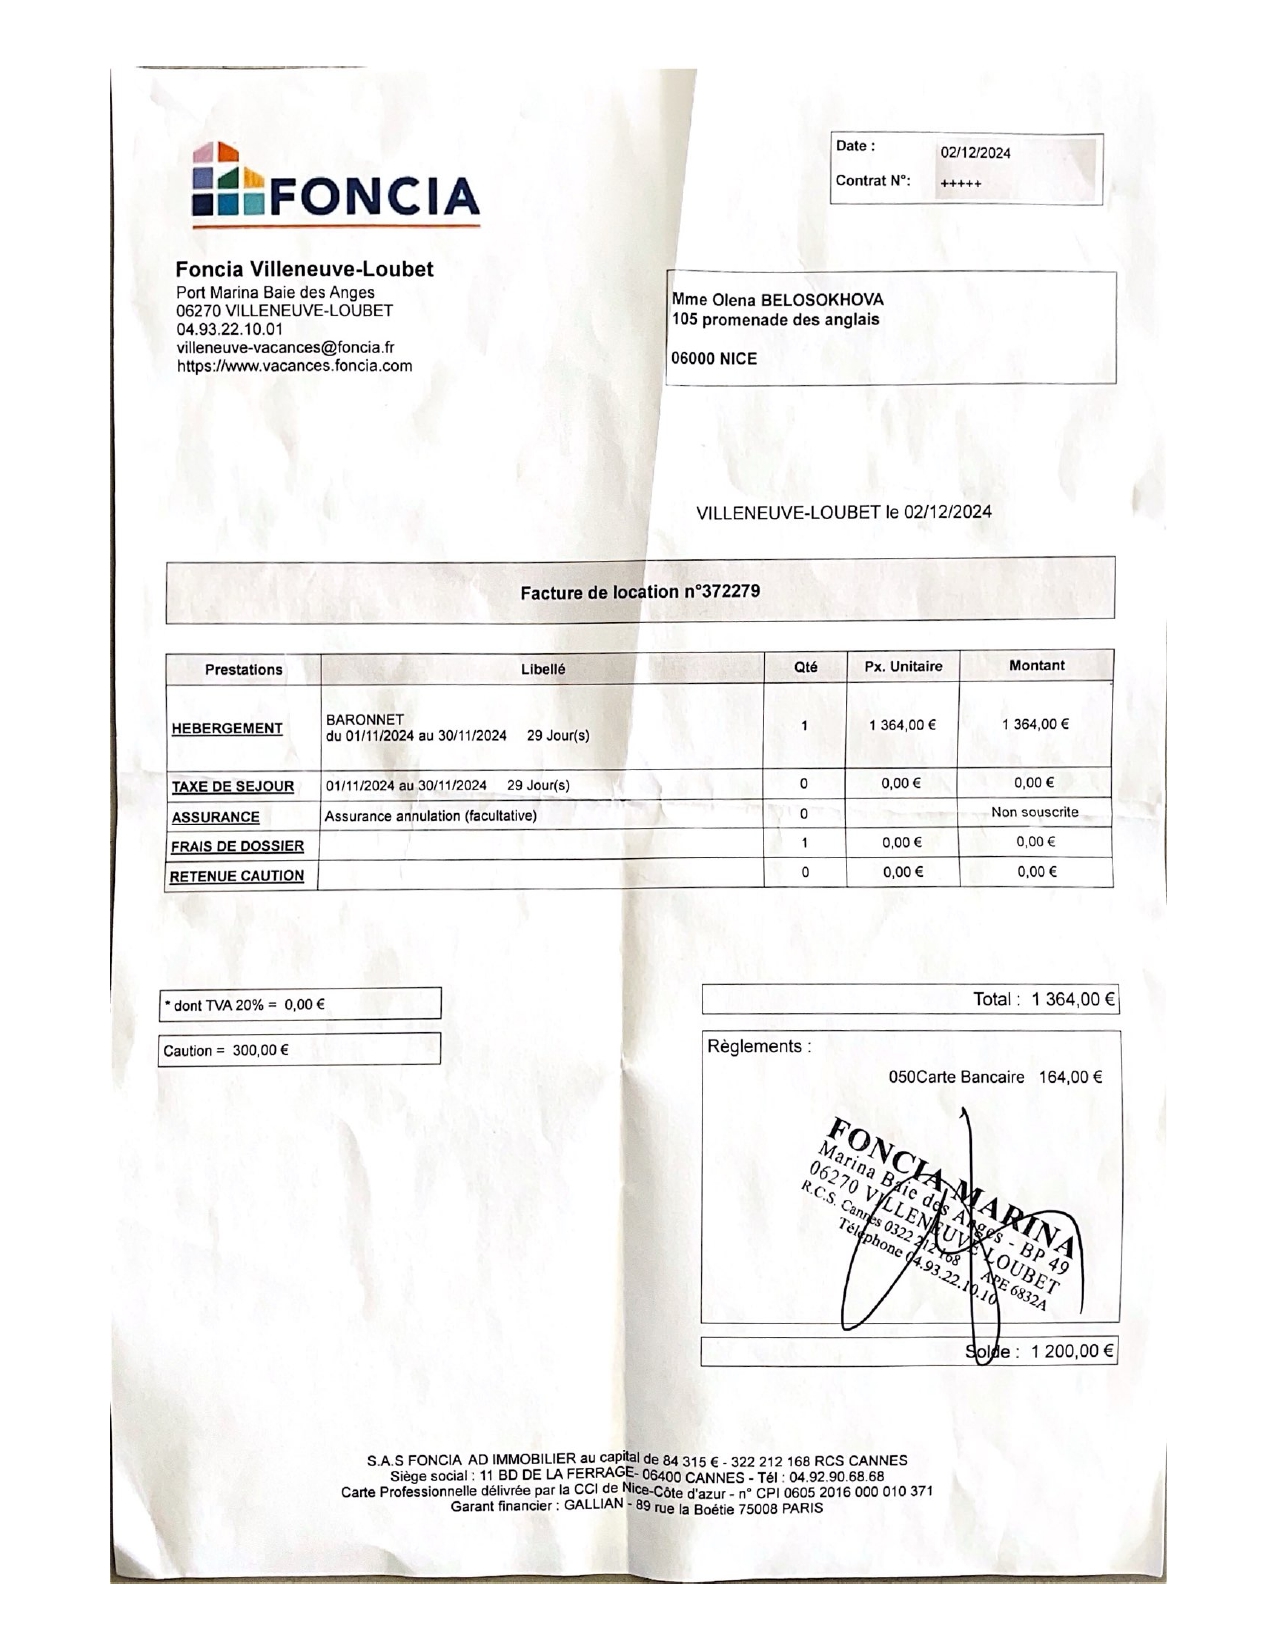 FONCIA
Date : 02/12/2024
Contrat N°: +++++
Foncia Villeneuve-Loubet
Port Marina Baie des Anges
06270 VILLENEUVE-LOUBET
04.93.22.10.01
villeneuve-vacances@foncia.fr
https://www.vacances.foncia.com
Mme Olena BELOSOKHOVA
105 promenade des anglais
06000 NICE
VILLENEUVE-LOUBET le 02/12/2024
Facture de location n°372279
Prestations Libellé Qté Px. Unitaire Montant
HEBERGEMENT BARONNET 1 1 364,00 € 1 364,00 €
du 01/11/2024 au 30/11/2024 29 Jour(s)
TAXE DE SEJOUR 01/11/2024 au 30/11/2024 29 Jour(s) 0 0,00 € 0,00 €
ASSURANCE Assurance annulation (facultative) 0 Non souscrite
FRAIS DE DOSSIER 1 0,00 € 0,00 €
RETENUE CAUTION 0 0,00 € 0,00 €
* dont TVA 20% = 0,00 €
Caution = 300,00 €
Total : 1 364,00 €
Règlements :
050Carte Bancaire 164,00 €
FONCIA MARINA
Marina Baie des Anges - BP 49
06270 VILLENEUVE LOUBET
R.C.S. Cannes 0322 212 168 APE 6832A
Téléphone 04.93.22.10.10
Solde : 1 200,00 €
S.A.S FONCIA AD IMMOBILIER au capital de 84 315 € - 322 212 168 RCS CANNES
Siège social : 11 BD DE LA FERRAGE- 06400 CANNES - Tél : 04.92.90.68.68
Carte Professionnelle délivrée par la CCI de Nice-Côte d'azur - n° CPI 0605 2016 000 010 371
Garant financier : GALLIAN - 89 rue la Boétie 75008 PARIS